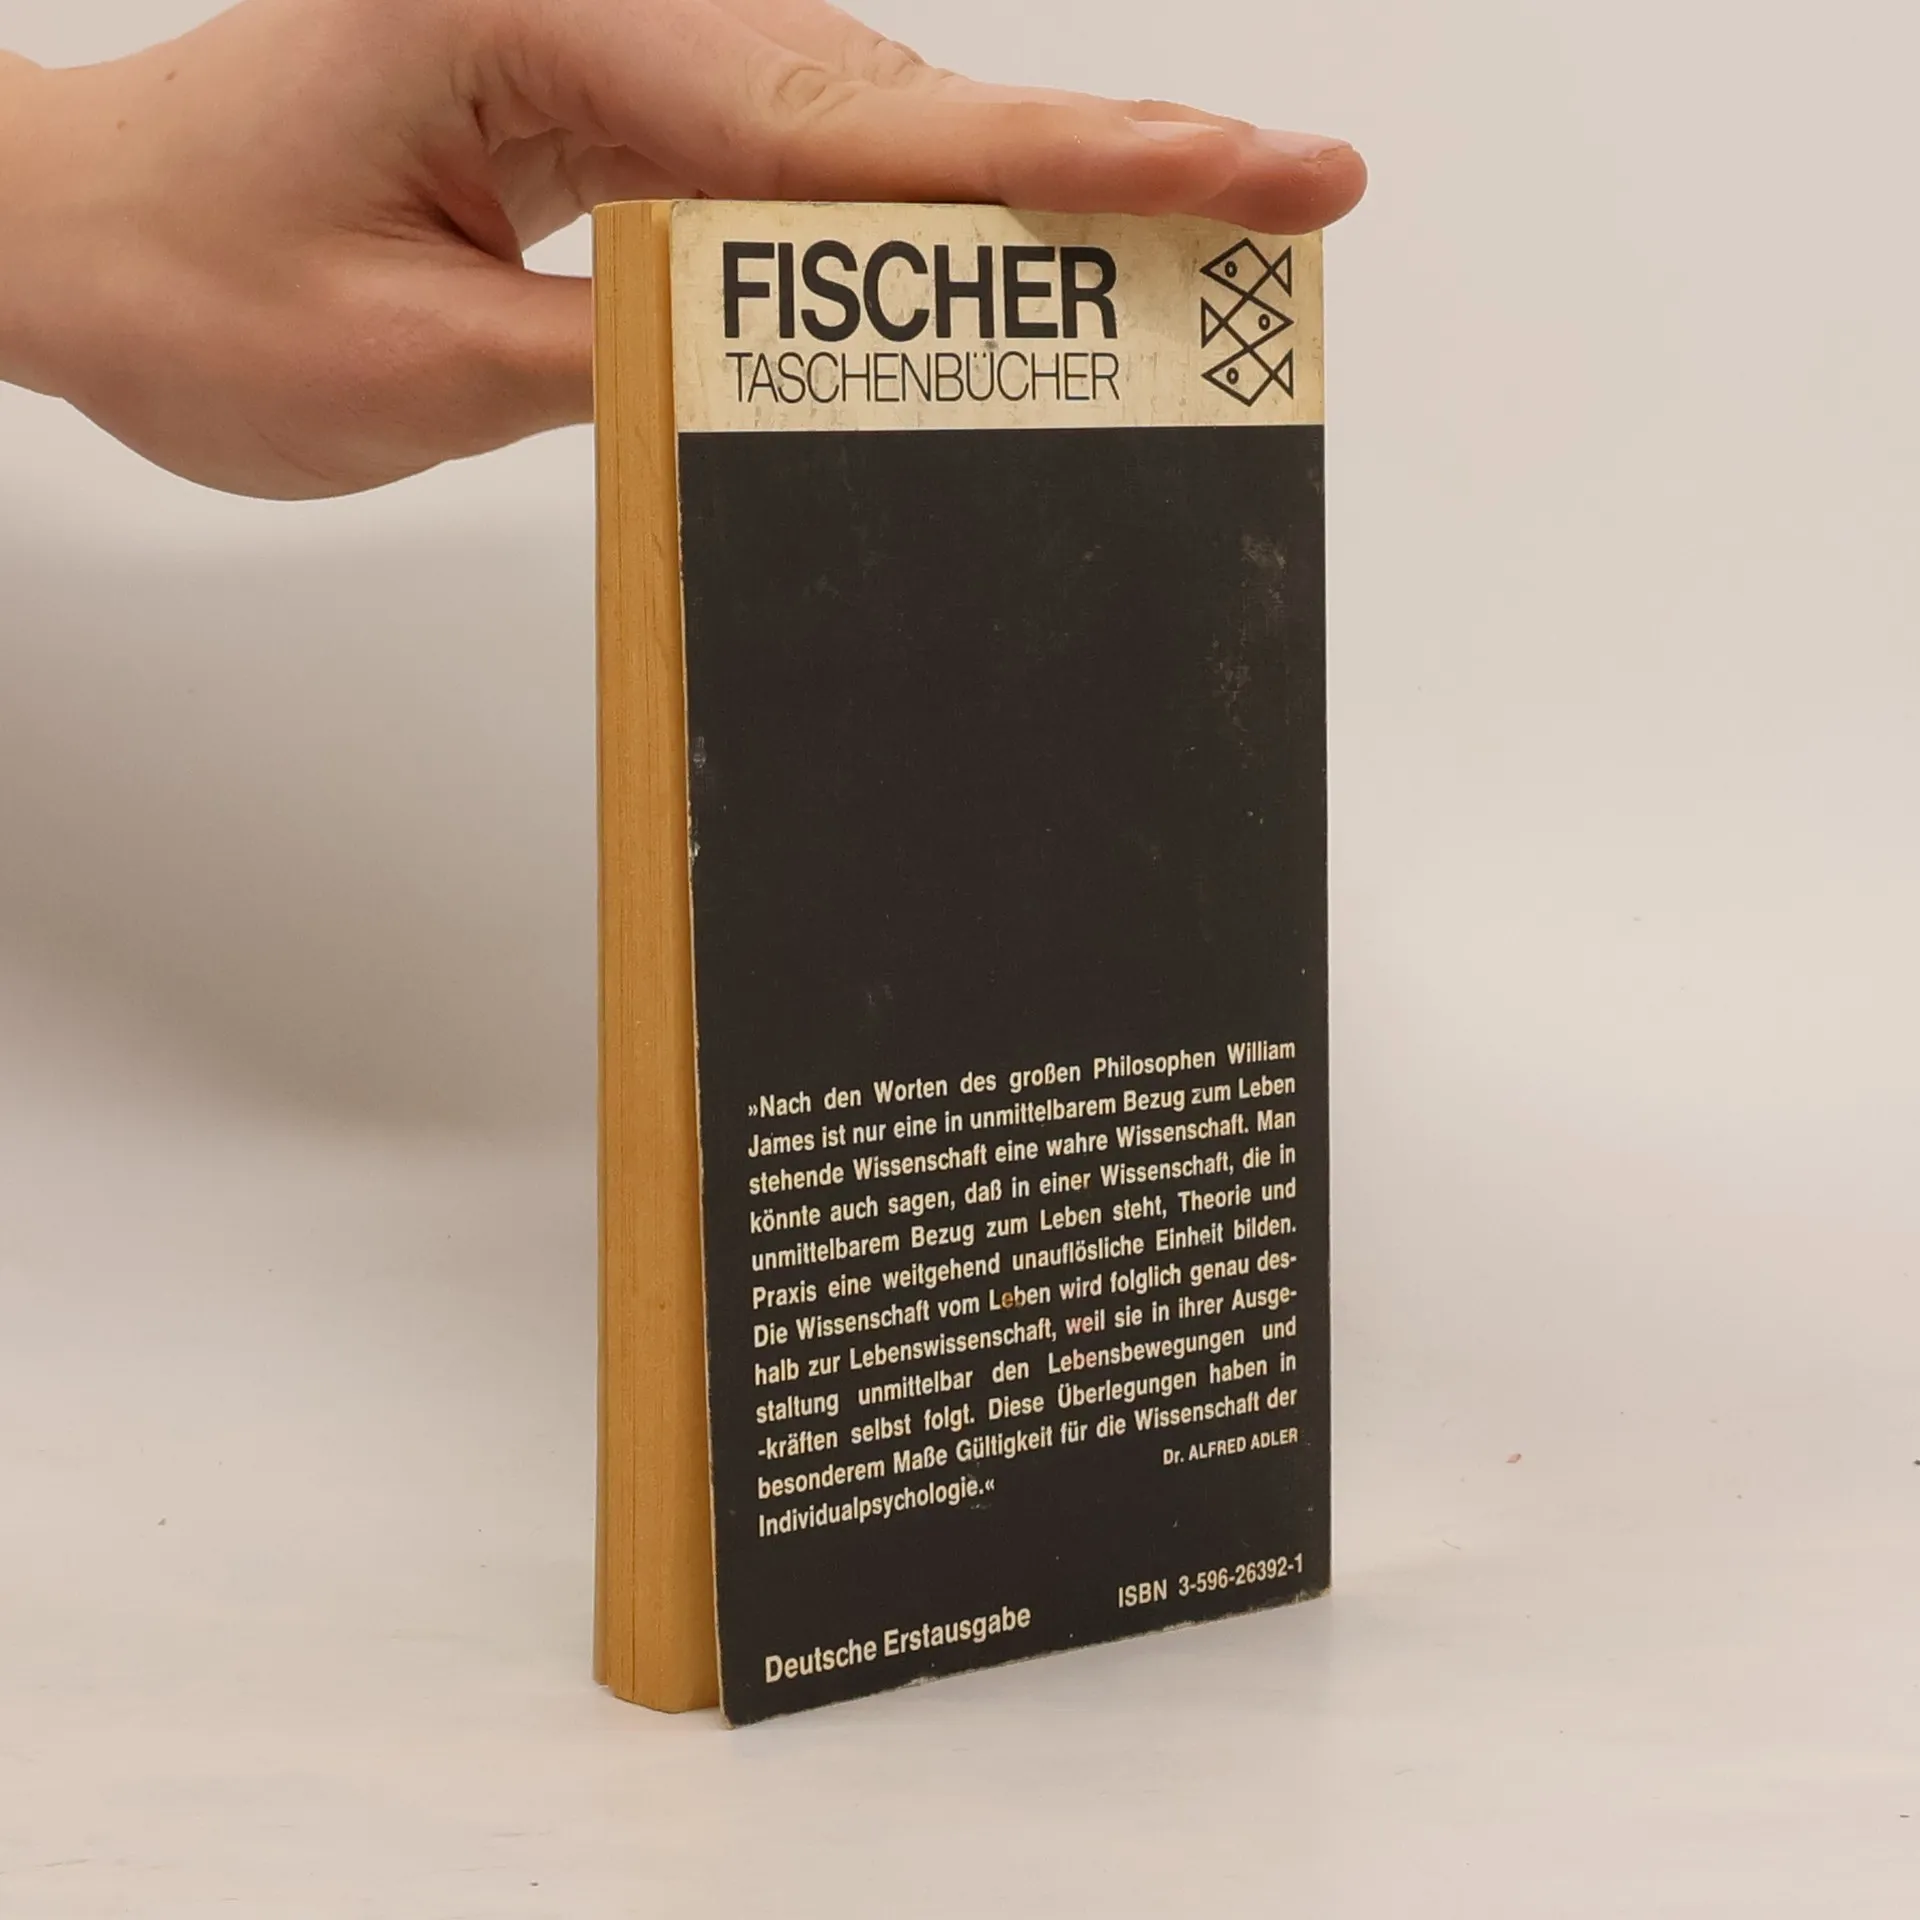 FISCHER
TASCHENBÜCHER
»Nach den Worten des großen Philosophen William
James ist nur eine in unmittelbarem Bezug zum Leben
stehende Wissenschaft eine wahre Wissenschaft. Man
könnte auch sagen, daß in einer Wissenschaft, die in
unmittelbarem Bezug zum Leben steht, Theorie und
Praxis eine weitgehend unauflösliche Einheit bilden.
Die Wissenschaft vom Leben wird folglich genau des-
halb zur Lebenswissenschaft, weil sie in ihrer Ausge-
staltung unmittelbar den Lebensbewegungen und
-kräften selbst folgt. Diese Überlegungen haben in
besonderem Maße Gültigkeit für die Wissenschaft der
Individualpsychologie.«
Dr. ALFRED ADLER
Deutsche Erstausgabe
ISBN 3-596-26392-1